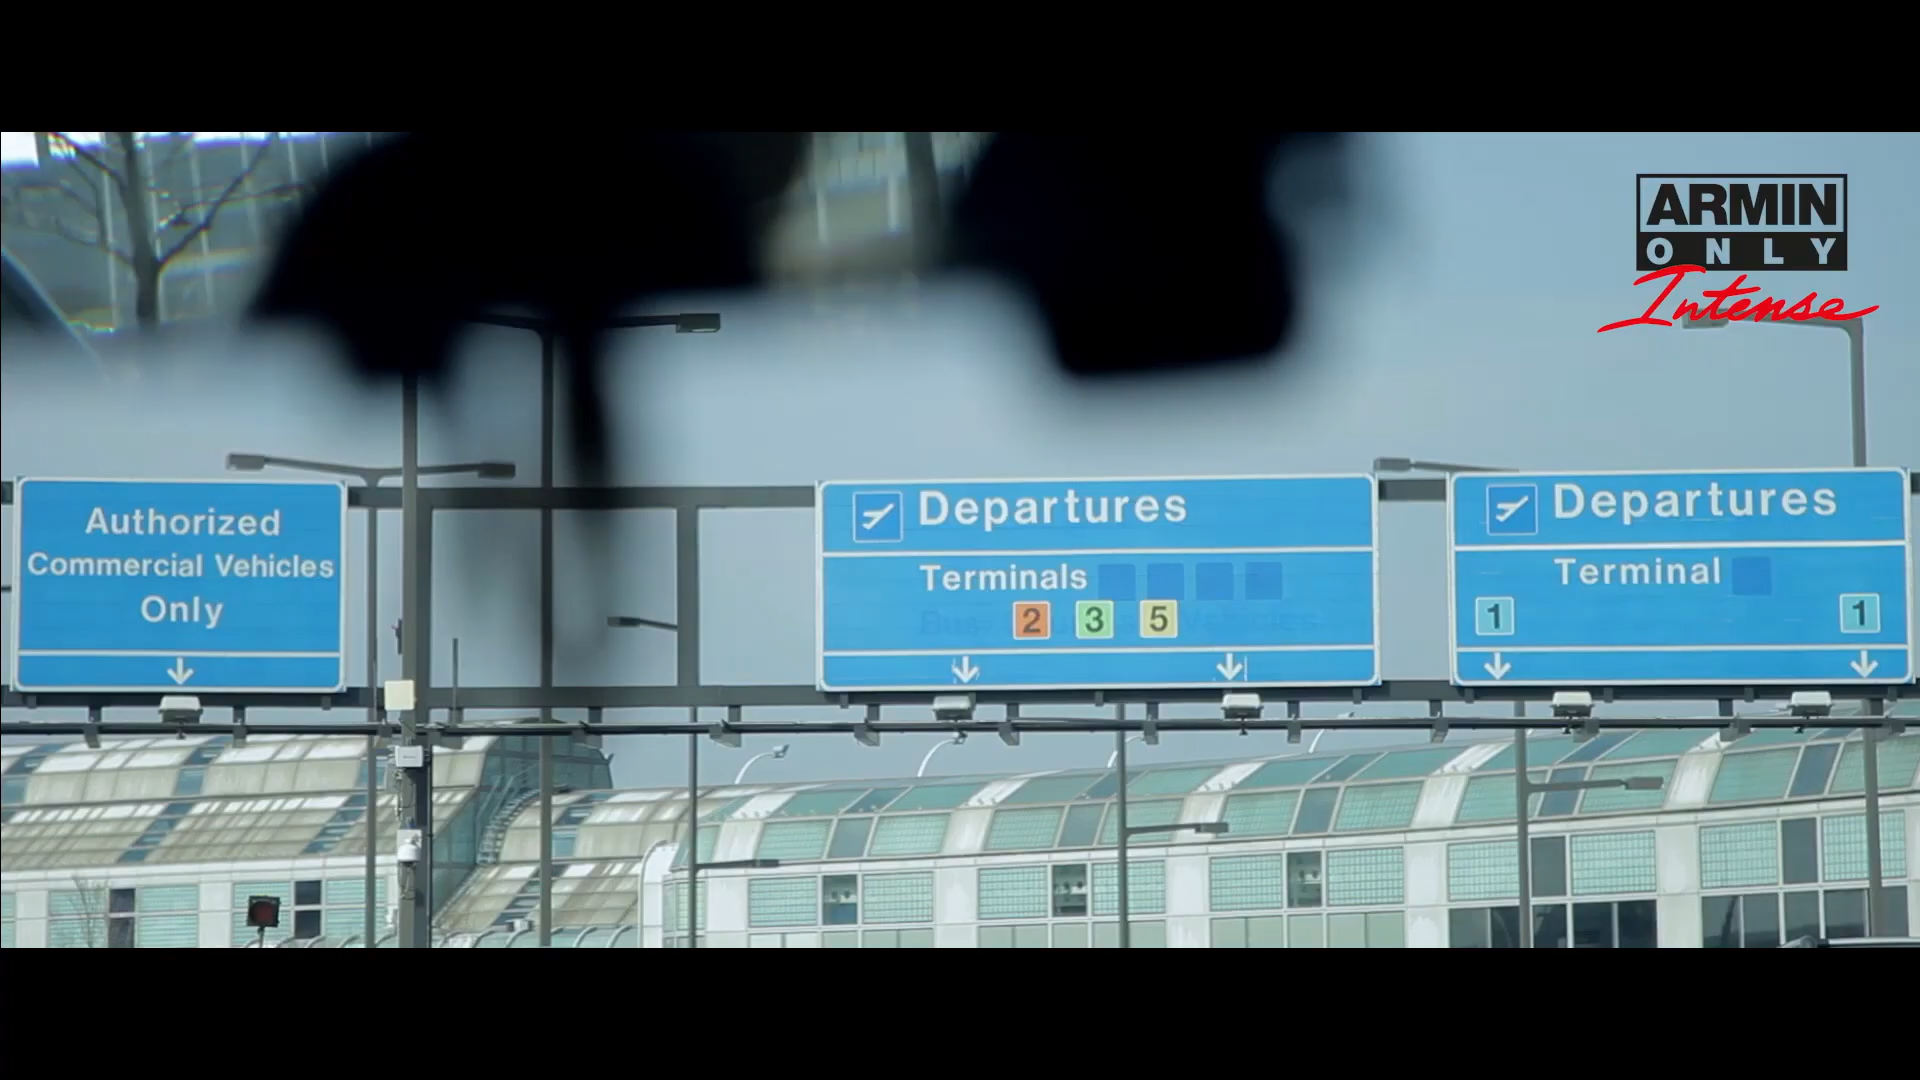 ARMIN
ONLY
Intense
Authorized
Commercial Vehicles
Only
Departures
Terminals
2 3 5
Departures
Terminal
1 1